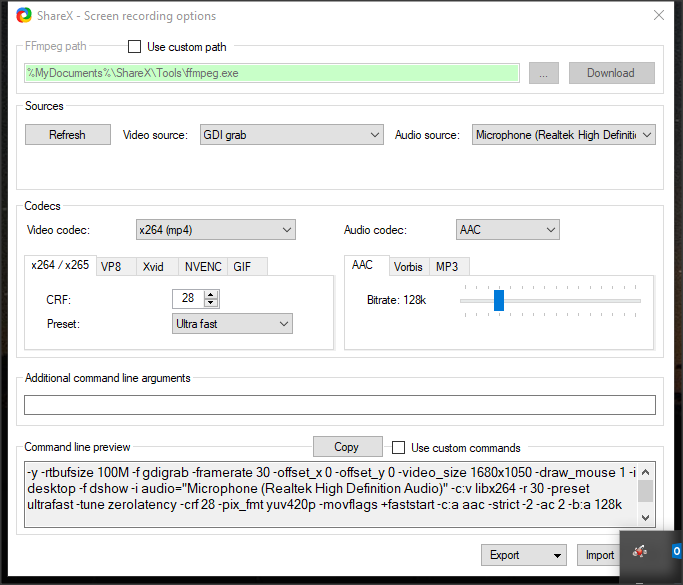 ShareX - Screen recording options
FFmpeg path
Use custom path
%MyDocuments%\ShareX\Tools\ffmpeg.exe
...
Download
Sources
Refresh
Video source:
GDI grab
Audio source:
Microphone (Realtek High Definiti
Codecs
Video codec:
x264 (mp4)
Audio codec:
AAC
x264 / x265
VP8
Xvid
NVENC
GIF
AAC
Vorbis
MP3
CRF:
28
Bitrate: 128k
Preset:
Ultra fast
Additional command line arguments
Command line preview
Copy
Use custom commands
-y -rtbufsize 100M -f gdigrab -framerate 30 -offset_x 0 -offset_y 0 -video_size 1680x1050 -draw_mouse 1 -i
desktop -f dshow -i audio="Microphone (Realtek High Definition Audio)" -c:v libx264 -r 30 -preset
ultrafast -tune zerolatency -crf 28 -pix_fmt yuv420p -movflags +faststart -c:a aac -strict -2 -ac 2 -b:a 128k
Export
Import